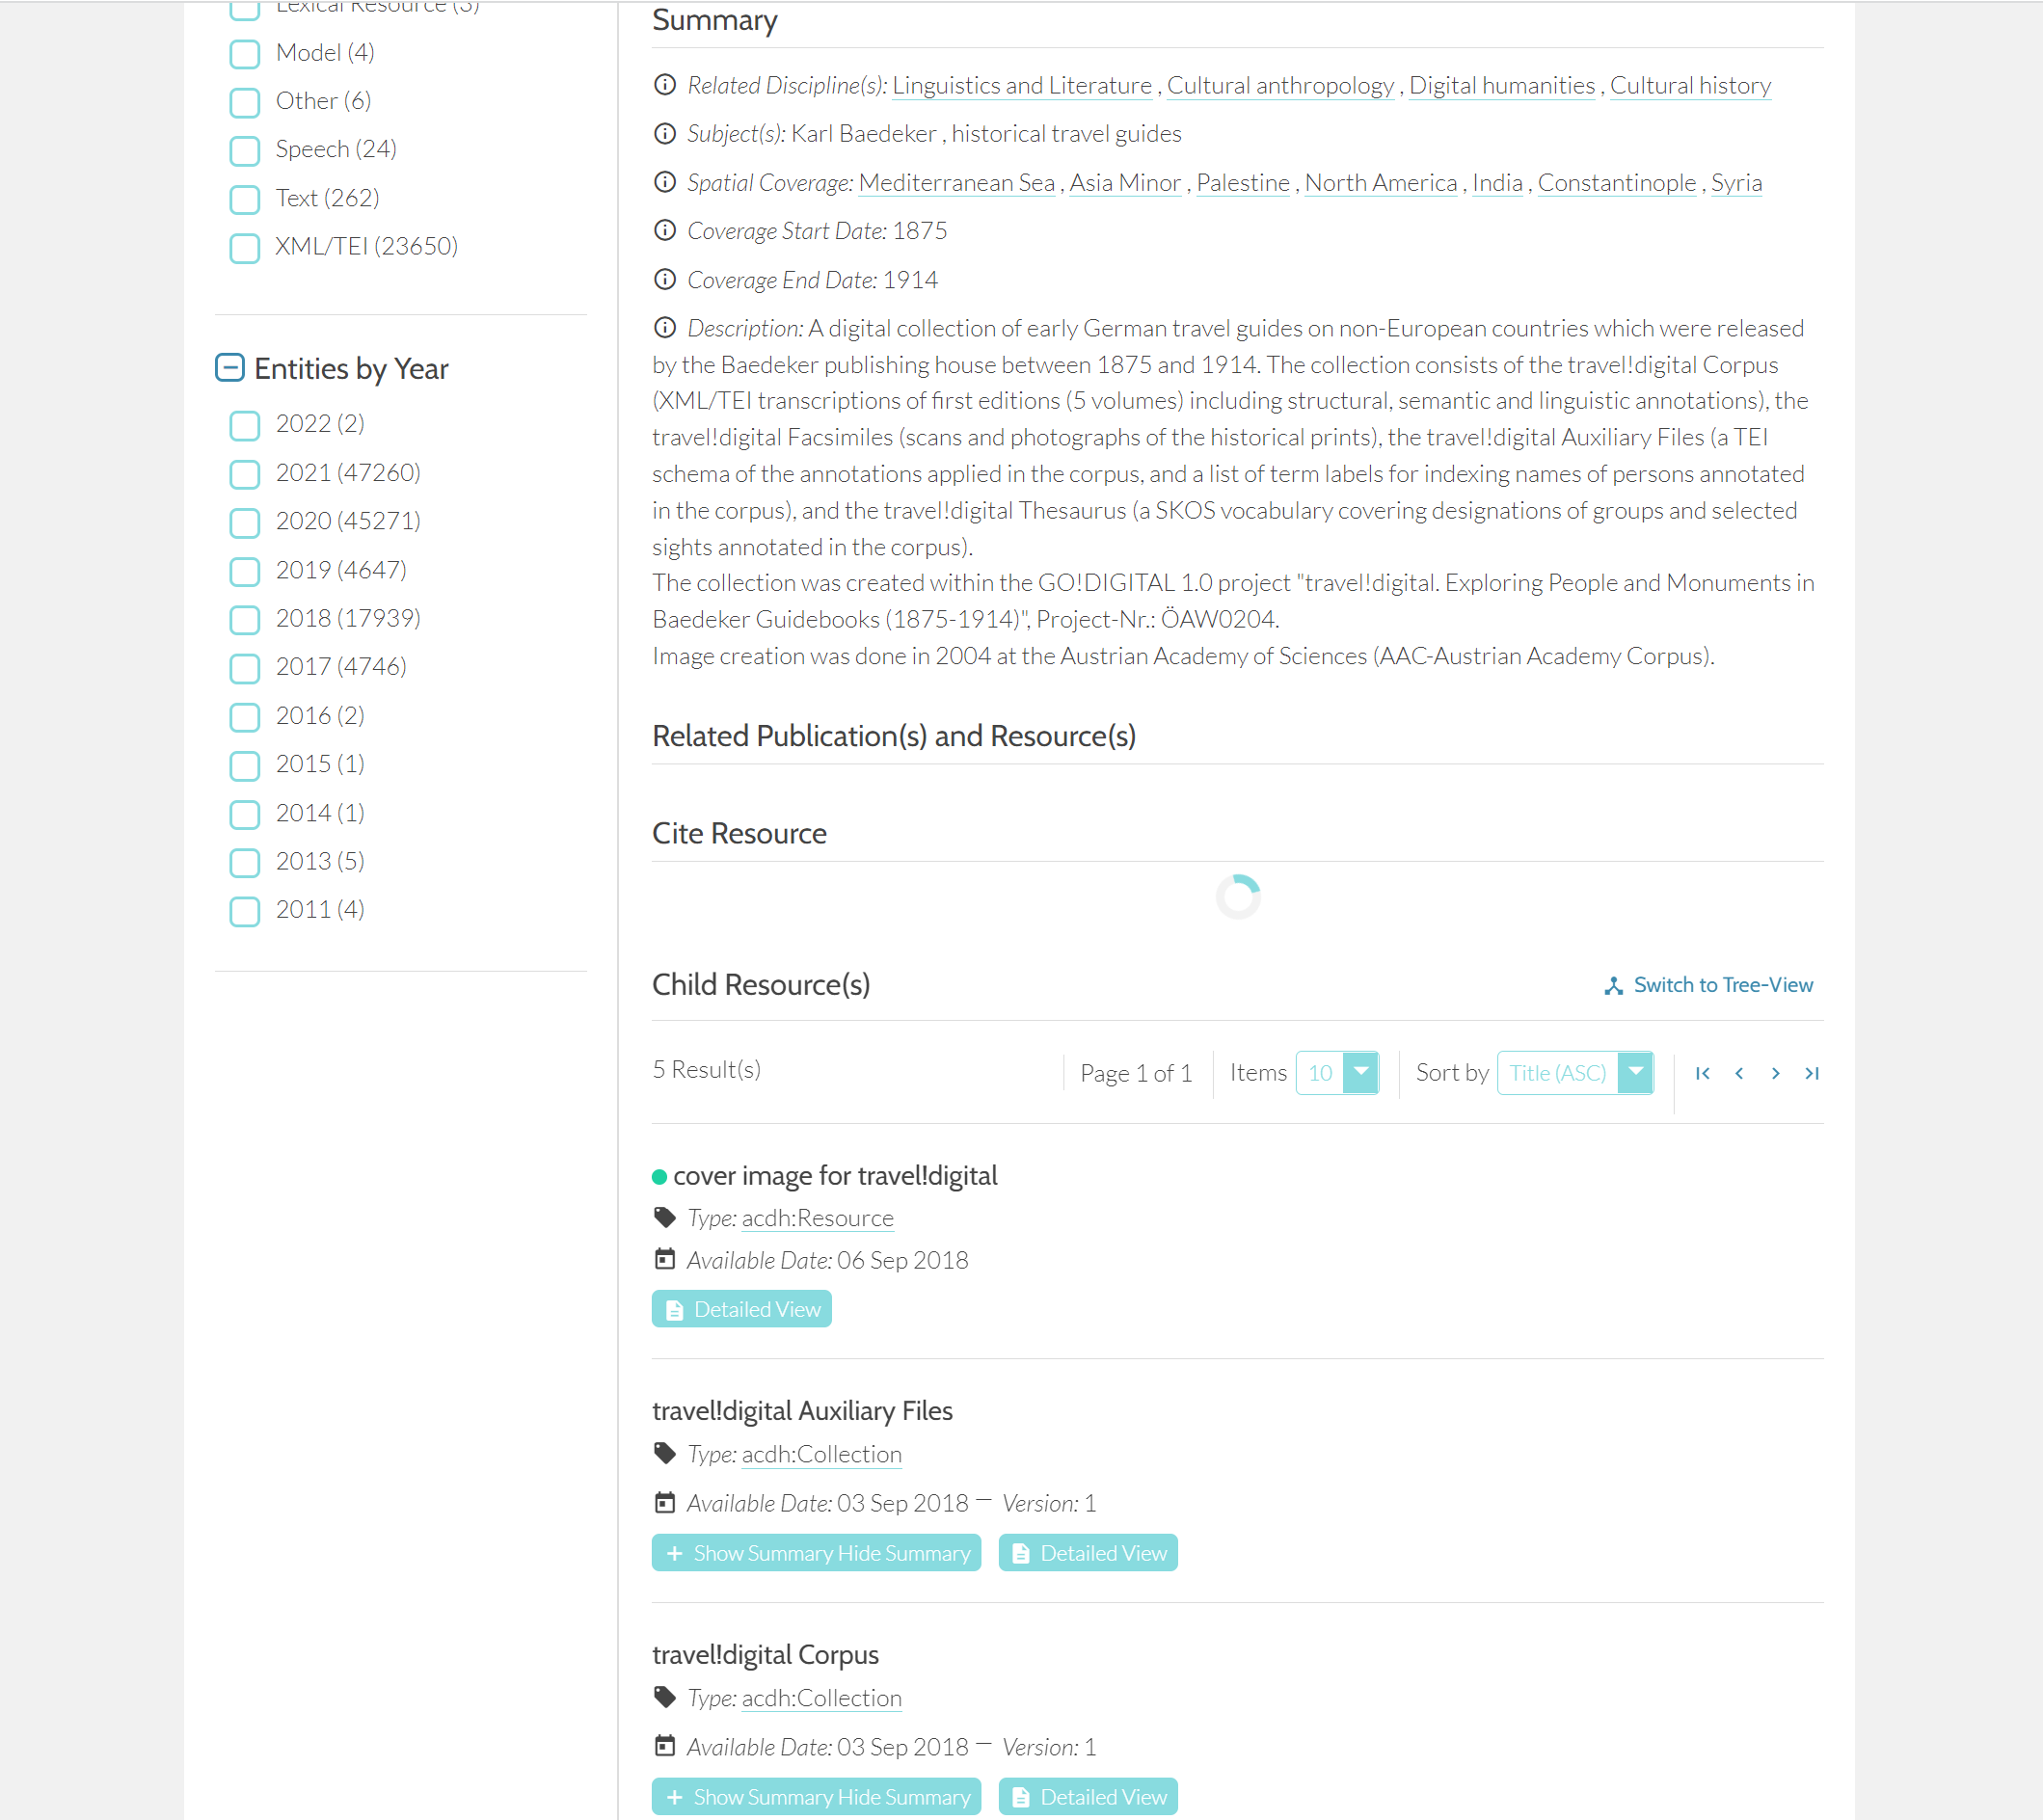 Lexical Resource (3)
Model (4)
Other (6)
Speech (24)
Text (262)
XML/TEI (23650)
Entities by Year
2022 (2)
2021 (47260)
2020 (45271)
2019 (4647)
2018 (17939)
2017 (4746)
2016 (2)
2015 (1)
2014 (1)
2013 (5)
2011 (4)
Summary
Related Discipline(s): Linguistics and Literature , Cultural anthropology , Digital humanities , Cultural history
Subject(s): Karl Baedeker , historical travel guides
Spatial Coverage: Mediterranean Sea , Asia Minor , Palestine , North America , India , Constantinople , Syria
Coverage Start Date: 1875
Coverage End Date: 1914
Description: A digital collection of early German travel guides on non-European countries which were released
by the Baedeker publishing house between 1875 and 1914. The collection consists of the travel!digital Corpus
(XML/TEI transcriptions of first editions (5 volumes) including structural, semantic and linguistic annotations), the
travel!digital Facsimiles (scans and photographs of the historical prints), the travel!digital Auxiliary Files (a TEI
schema of the annotations applied in the corpus, and a list of term labels for indexing names of persons annotated
in the corpus), and the travel!digital Thesaurus (a SKOS vocabulary covering designations of groups and selected
sights annotated in the corpus).
The collection was created within the GO!DIGITAL 1.0 project "travel!digital. Exploring People and Monuments in
Baedeker Guidebooks (1875-1914)", Project-Nr.: ÖAW0204.
Image creation was done in 2004 at the Austrian Academy of Sciences (AAC-Austrian Academy Corpus).
Related Publication(s) and Resource(s)
Cite Resource
Child Resource(s)
Switch to Tree-View
5 Result(s)
Page 1 of 1
Items 10
Sort by Title (ASC)
cover image for travel!digital
Type: acdh:Resource
Available Date: 06 Sep 2018
Detailed View
travel!digital Auxiliary Files
Type: acdh:Collection
Available Date: 03 Sep 2018 — Version: 1
+ Show Summary Hide Summary
Detailed View
travel!digital Corpus
Type: acdh:Collection
Available Date: 03 Sep 2018 — Version: 1
+ Show Summary Hide Summary
Detailed View